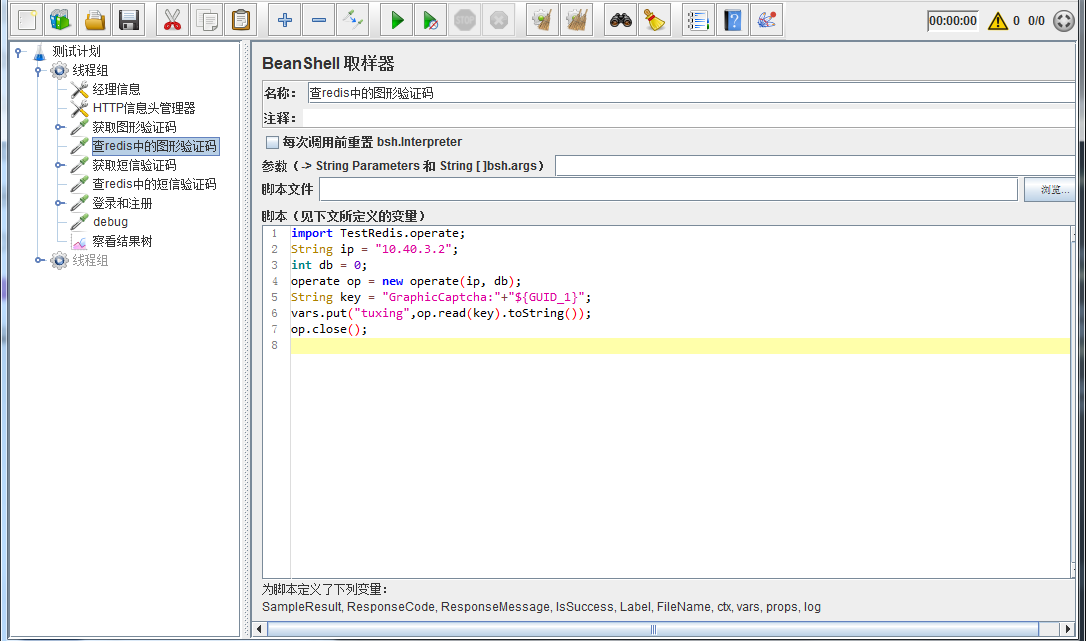 STOP
00:00:00
0 0/0
测试计划
线程组
经理信息
HTTP信息头管理器
获取图形验证码
查redis中的图形验证码
获取短信验证码
查redis中的短信验证码
登录和注册
debug
察看结果树
线程组
BeanShell 取样器
名称： 查redis中的图形验证码
注释：
每次调用前重置 bsh.Interpreter
参数（-> String Parameters 和 String [ ]bsh.args）
脚本文件
浏览...
脚本（见下文所定义的变量）
1 import TestRedis.operate;
2 String ip = "10.40.3.2";
3 int db = 0;
4 operate op = new operate(ip, db);
5 String key = "GraphicCaptcha:"+"${GUID_1}";
6 vars.put("tuxing",op.read(key).toString());
7 op.close();
8
为脚本定义了下列变量：
SampleResult, ResponseCode, ResponseMessage, IsSuccess, Label, FileName, ctx, vars, props, log